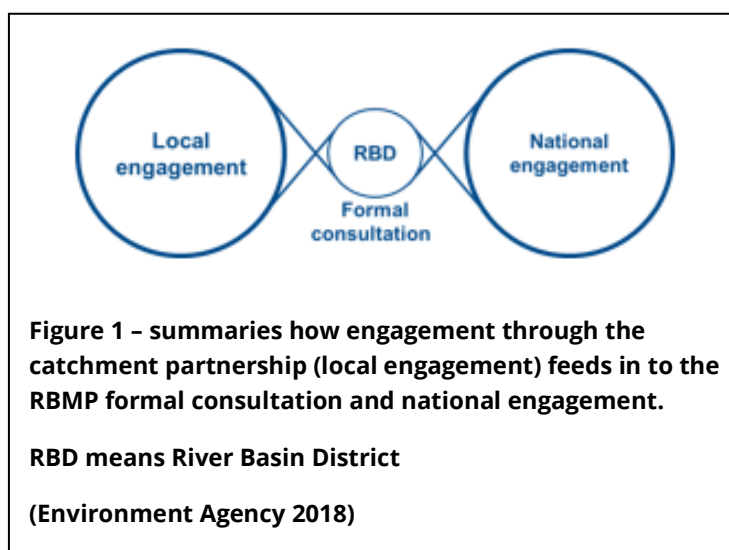 Local
engagement
RBD
Formal
consultation
National
engagement
Figure 1 – summaries how engagement through the
catchment partnership (local engagement) feeds in to the
RBMP formal consultation and national engagement.
RBD means River Basin District
(Environment Agency 2018)